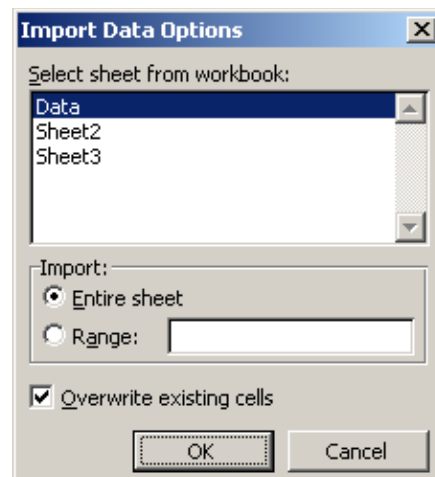 Import Data Options
Select sheet from workbook:
Data
Sheet2
Sheet3
Import:
Entire sheet
Range:
Overwrite existing cells
OK Cancel